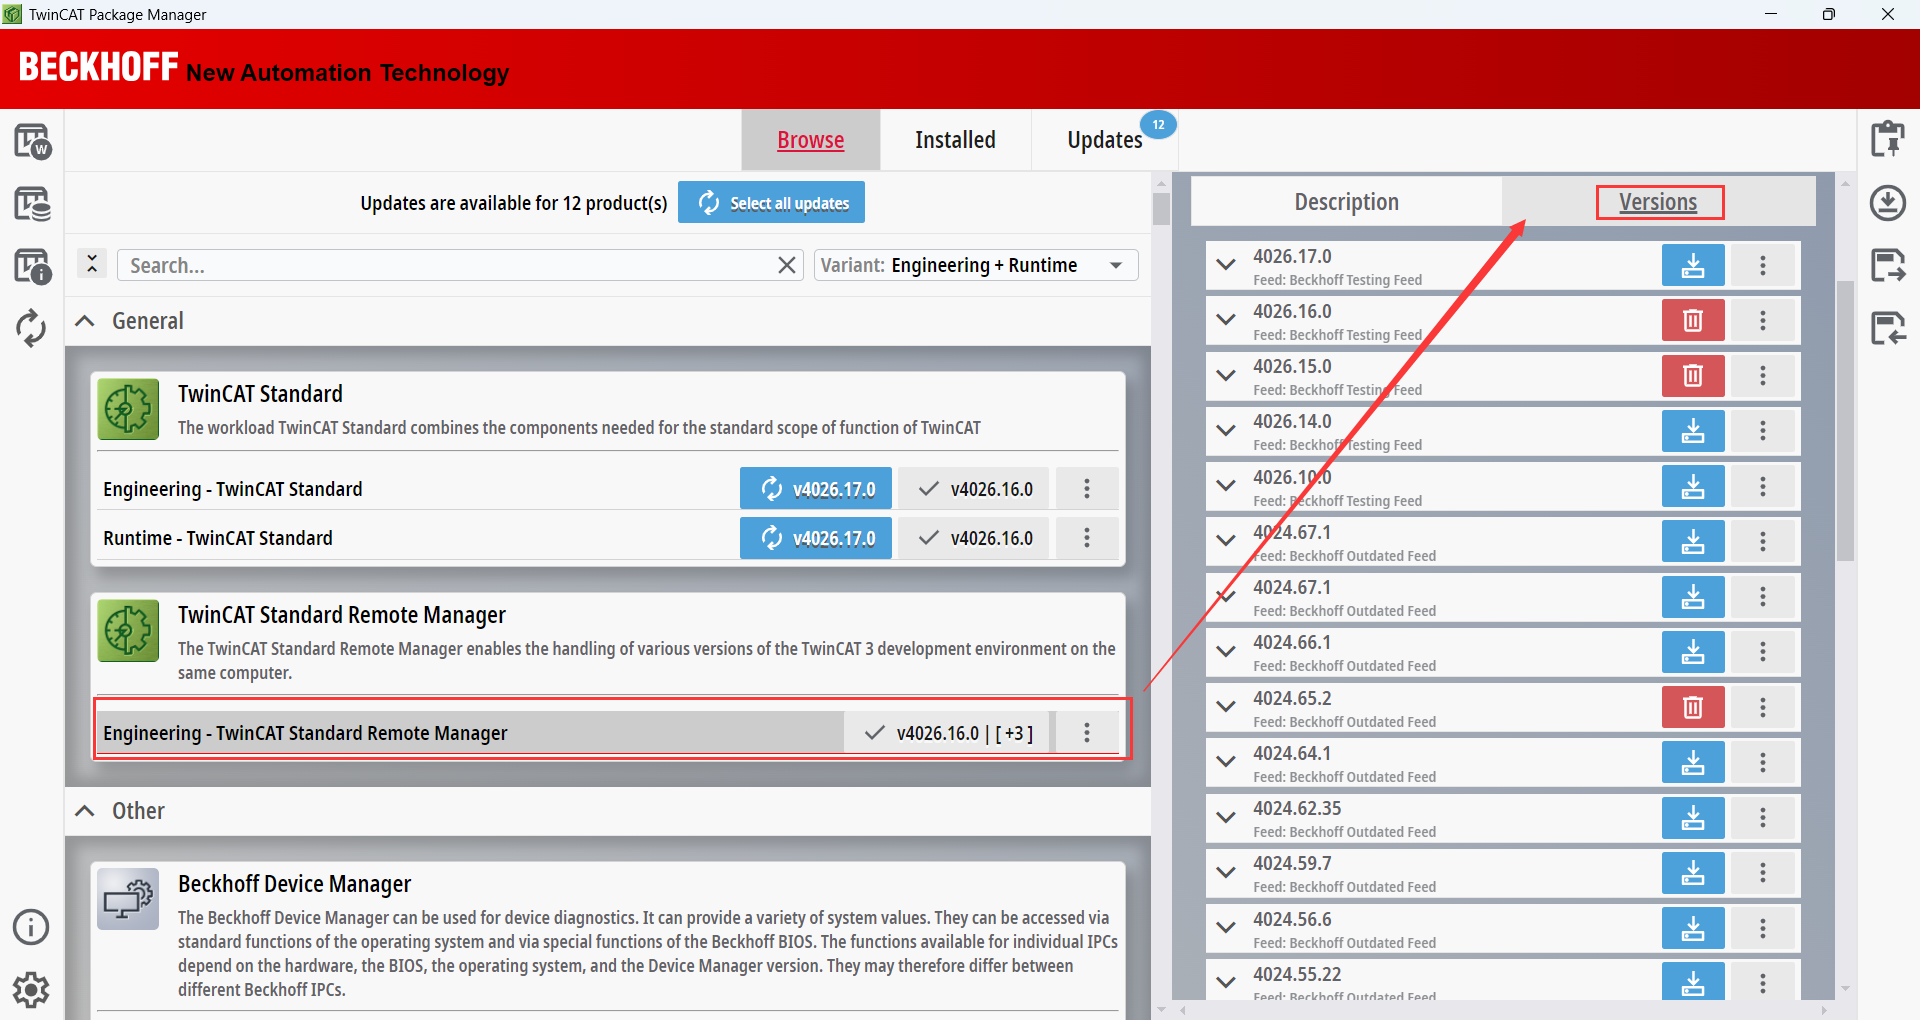 TwinCAT Package Manager
BECKHOFF New Automation Technology
Browse
Installed
Updates
12
Updates are available for 12 product(s)
Select all updates
Search...
Variant: Engineering + Runtime
General
TwinCAT Standard
The workload TwinCAT Standard combines the components needed for the standard scope of function of TwinCAT
Engineering - TwinCAT Standard
v4026.17.0
v4026.16.0
Runtime - TwinCAT Standard
v4026.17.0
v4026.16.0
TwinCAT Standard Remote Manager
The TwinCAT Standard Remote Manager enables the handling of various versions of the TwinCAT 3 development environment on the
same computer.
Engineering - TwinCAT Standard Remote Manager
v4026.16.0 | [ +3 ]
Other
Beckhoff Device Manager
The Beckhoff Device Manager can be used for device diagnostics. It can provide a variety of system values. They can be accessed via
standard functions of the operating system and via special functions of the Beckhoff BIOS. The functions available for individual IPCs
depend on the hardware, the BIOS, the operating system, and the Device Manager version. They may therefore differ between
different Beckhoff IPCs.
Description
Versions
4026.17.0
Feed: Beckhoff Testing Feed
4026.16.0
Feed: Beckhoff Testing Feed
4026.15.0
Feed: Beckhoff Testing Feed
4026.14.0
Feed: Beckhoff Testing Feed
4026.10.0
Feed: Beckhoff Testing Feed
4024.67.1
Feed: Beckhoff Outdated Feed
4024.67.1
Feed: Beckhoff Outdated Feed
4024.66.1
Feed: Beckhoff Outdated Feed
4024.65.2
Feed: Beckhoff Outdated Feed
4024.64.1
Feed: Beckhoff Outdated Feed
4024.62.35
Feed: Beckhoff Outdated Feed
4024.59.7
Feed: Beckhoff Outdated Feed
4024.56.6
Feed: Beckhoff Outdated Feed
4024.55.22
Feed: Beckhoff Outdated Feed